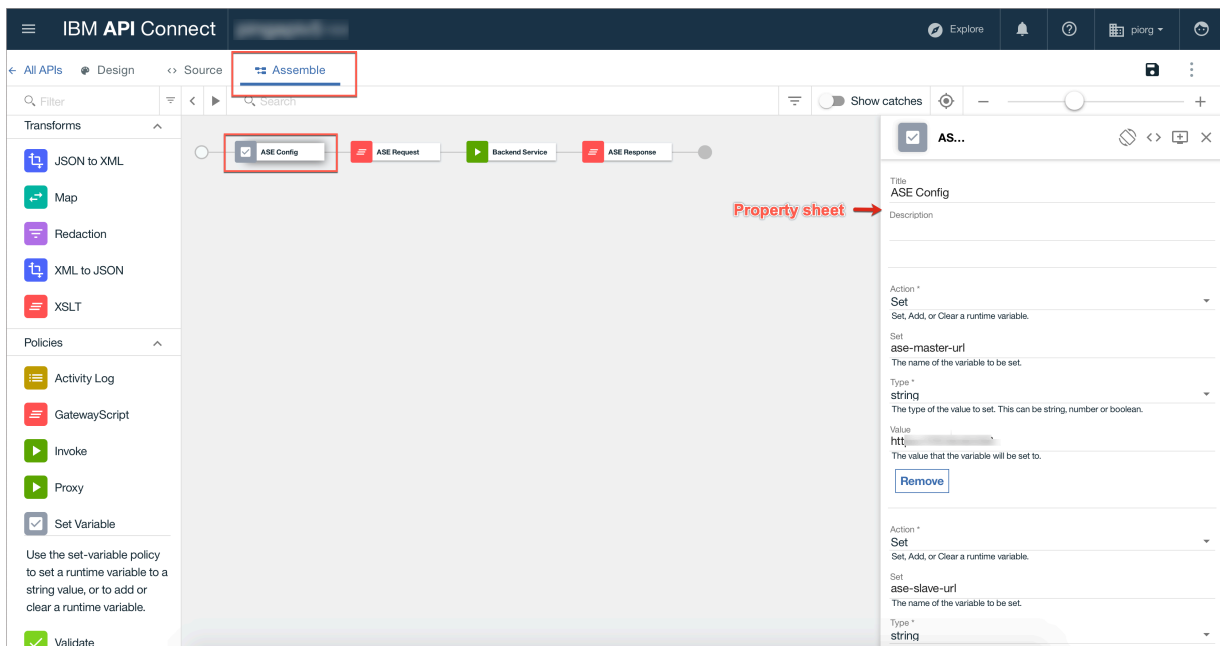 IBM API Connect
Explore
piorg
All APIs
Design
Source
Assemble
Filter
Search
Show catches
Transforms
JSON to XML
Map
Redaction
XML to JSON
XSLT
Policies
Activity Log
GatewayScript
Invoke
Proxy
Set Variable
Use the set-variable policy
to set a runtime variable to a
string value, or to add or
clear a runtime variable.
Validate
ASE Config
ASE Request
Backend Service
ASE Response
Property sheet
AS...
Title
ASE Config
Description
Action *
Set
Set, Add, or Clear a runtime variable.
Set
ase-master-url
The name of the variable to be set.
Type *
string
The type of the value to set. This can be string, number or boolean.
Value
The value that the variable will be set to.
Remove
Action *
Set
Set, Add, or Clear a runtime variable.
Set
ase-slave-url
The name of the variable to be set.
Type *
string